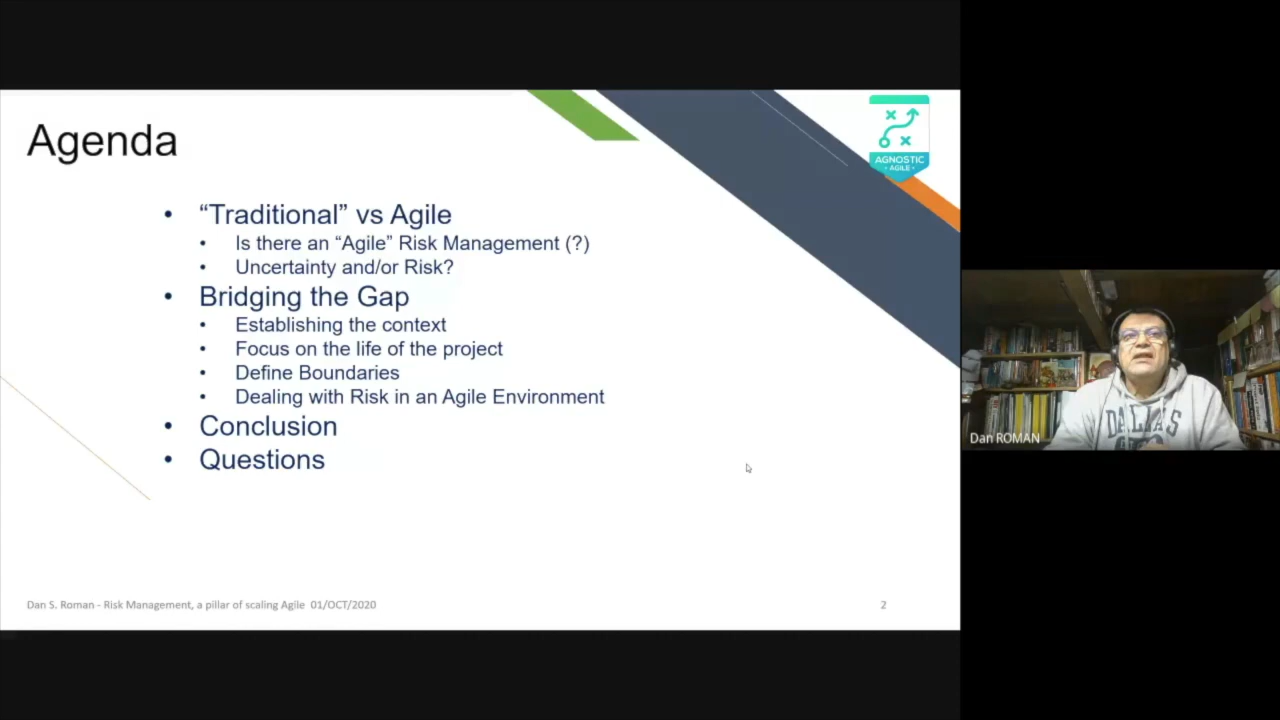 Agenda
AGNOSTIC
• AGILE •
• “Traditional” vs Agile
• Is there an “Agile” Risk Management (?)
• Uncertainty and/or Risk?
• Bridging the Gap
• Establishing the context
• Focus on the life of the project
• Define Boundaries
• Dealing with Risk in an Agile Environment
• Conclusion
• Questions
Dan S. Roman - Risk Management, a pillar of scaling Agile 01/OCT/2020
2
DALLAS
Dan ROMAN